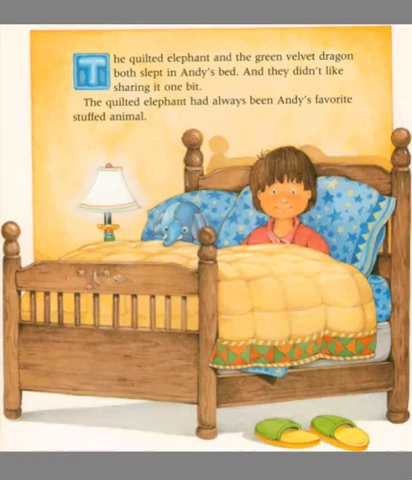 The quilted elephant and the green velvet dragon
both slept in Andy's bed. And they didn't like
sharing it one bit.
The quilted elephant had always been Andy's favorite
stuffed animal.